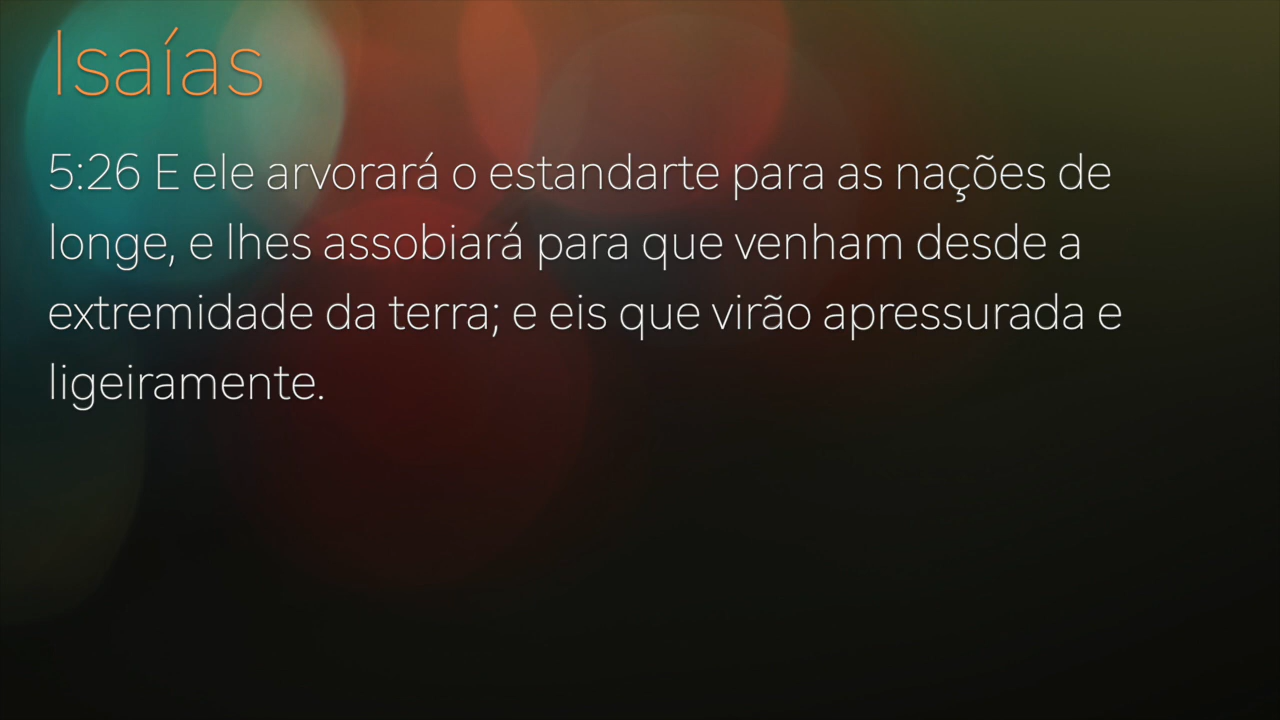 Isaías
5:26 E ele arvorará o estandarte para as nações de
longe, e lhes assobiará para que venham desde a
extremidade da terra; e eis que virão apressurada e
ligeiramente.